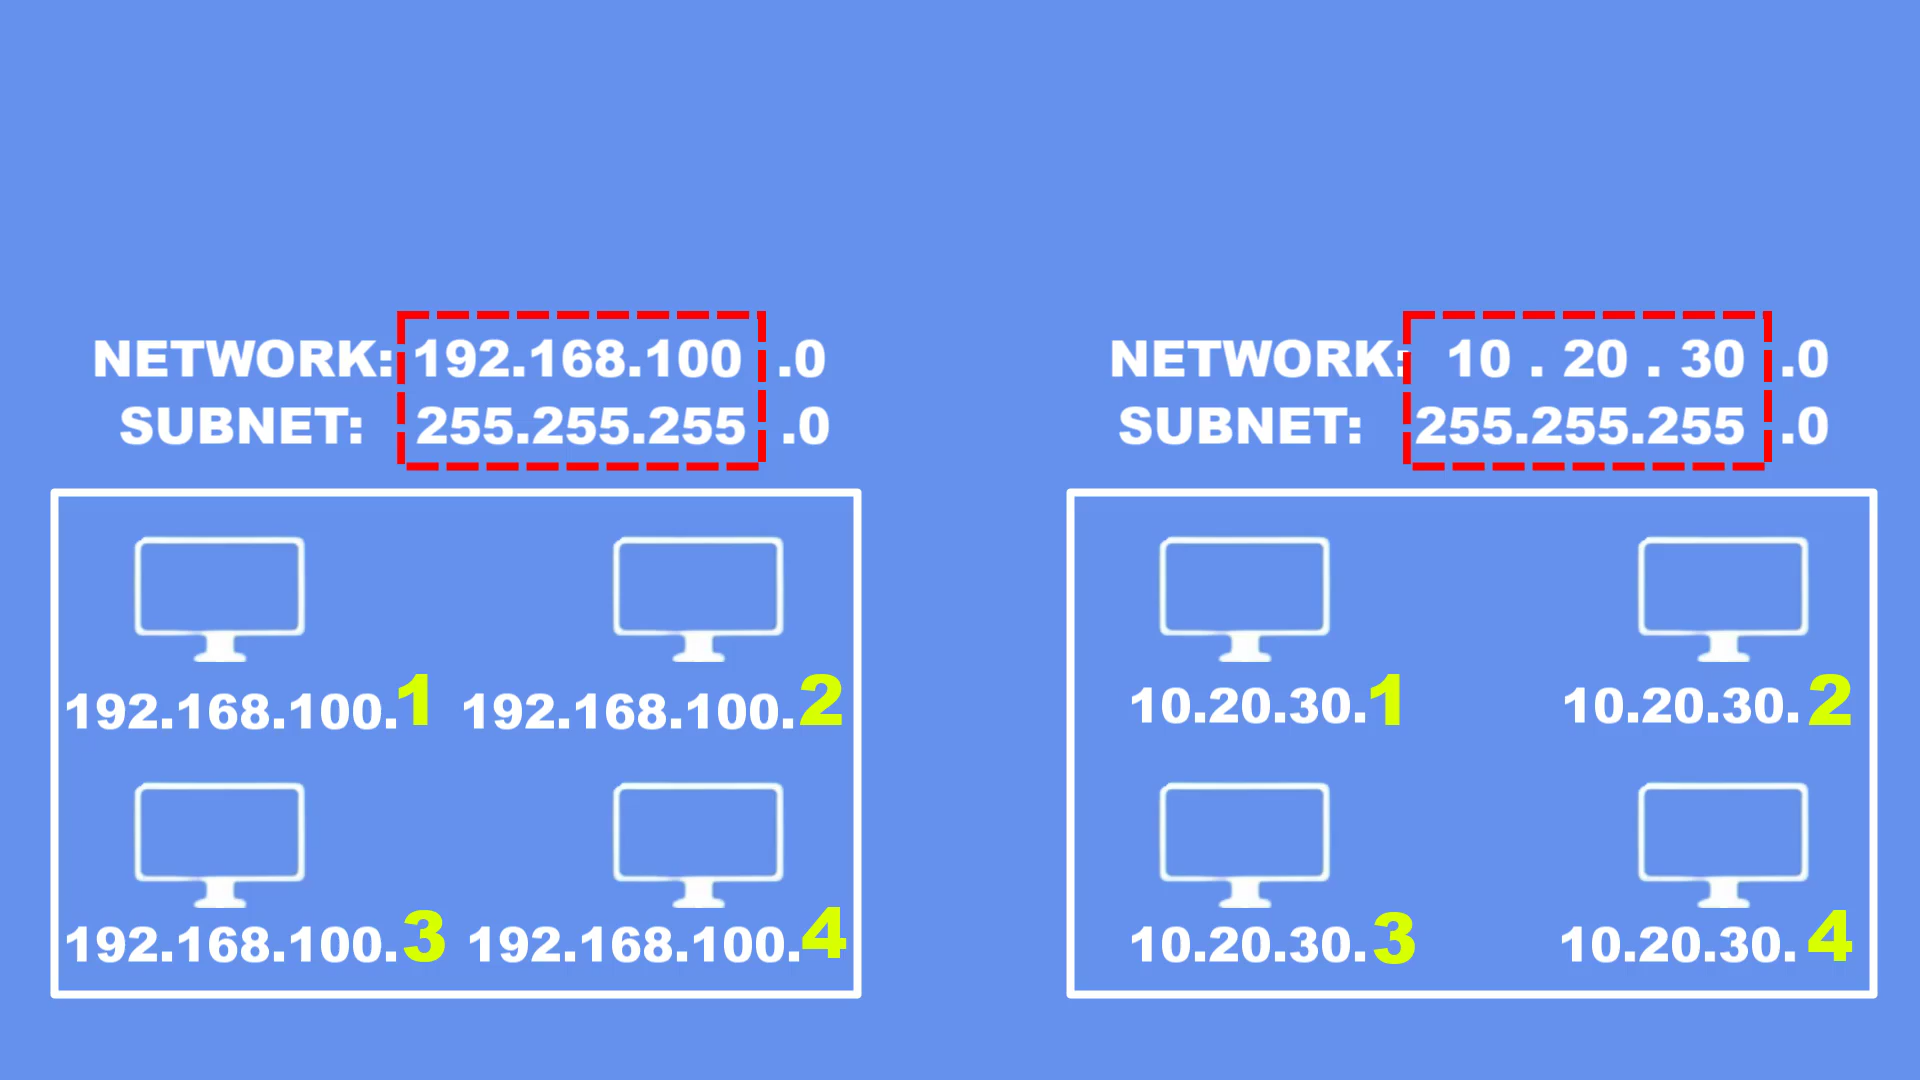 NETWORK: 192.168.100 .0
SUBNET: 255.255.255 .0
192.168.100.1 192.168.100.2
192.168.100.3 192.168.100.4
NETWORK: 10 . 20 . 30 .0
SUBNET: 255.255.255 .0
10.20.30.1 10.20.30.2
10.20.30.3 10.20.30.4